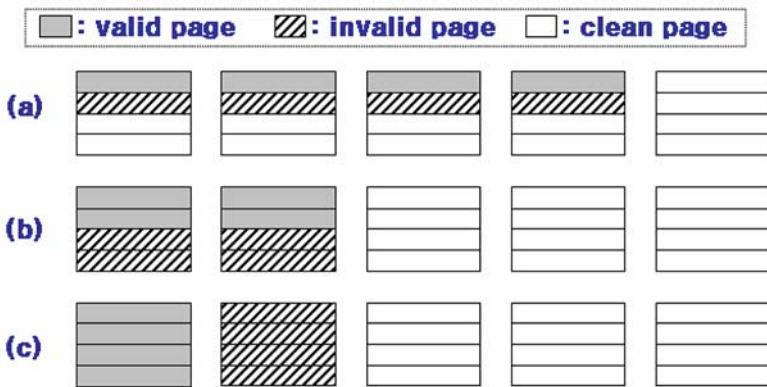 : valid page : invalid page : clean page
(a)
(b)
(c)